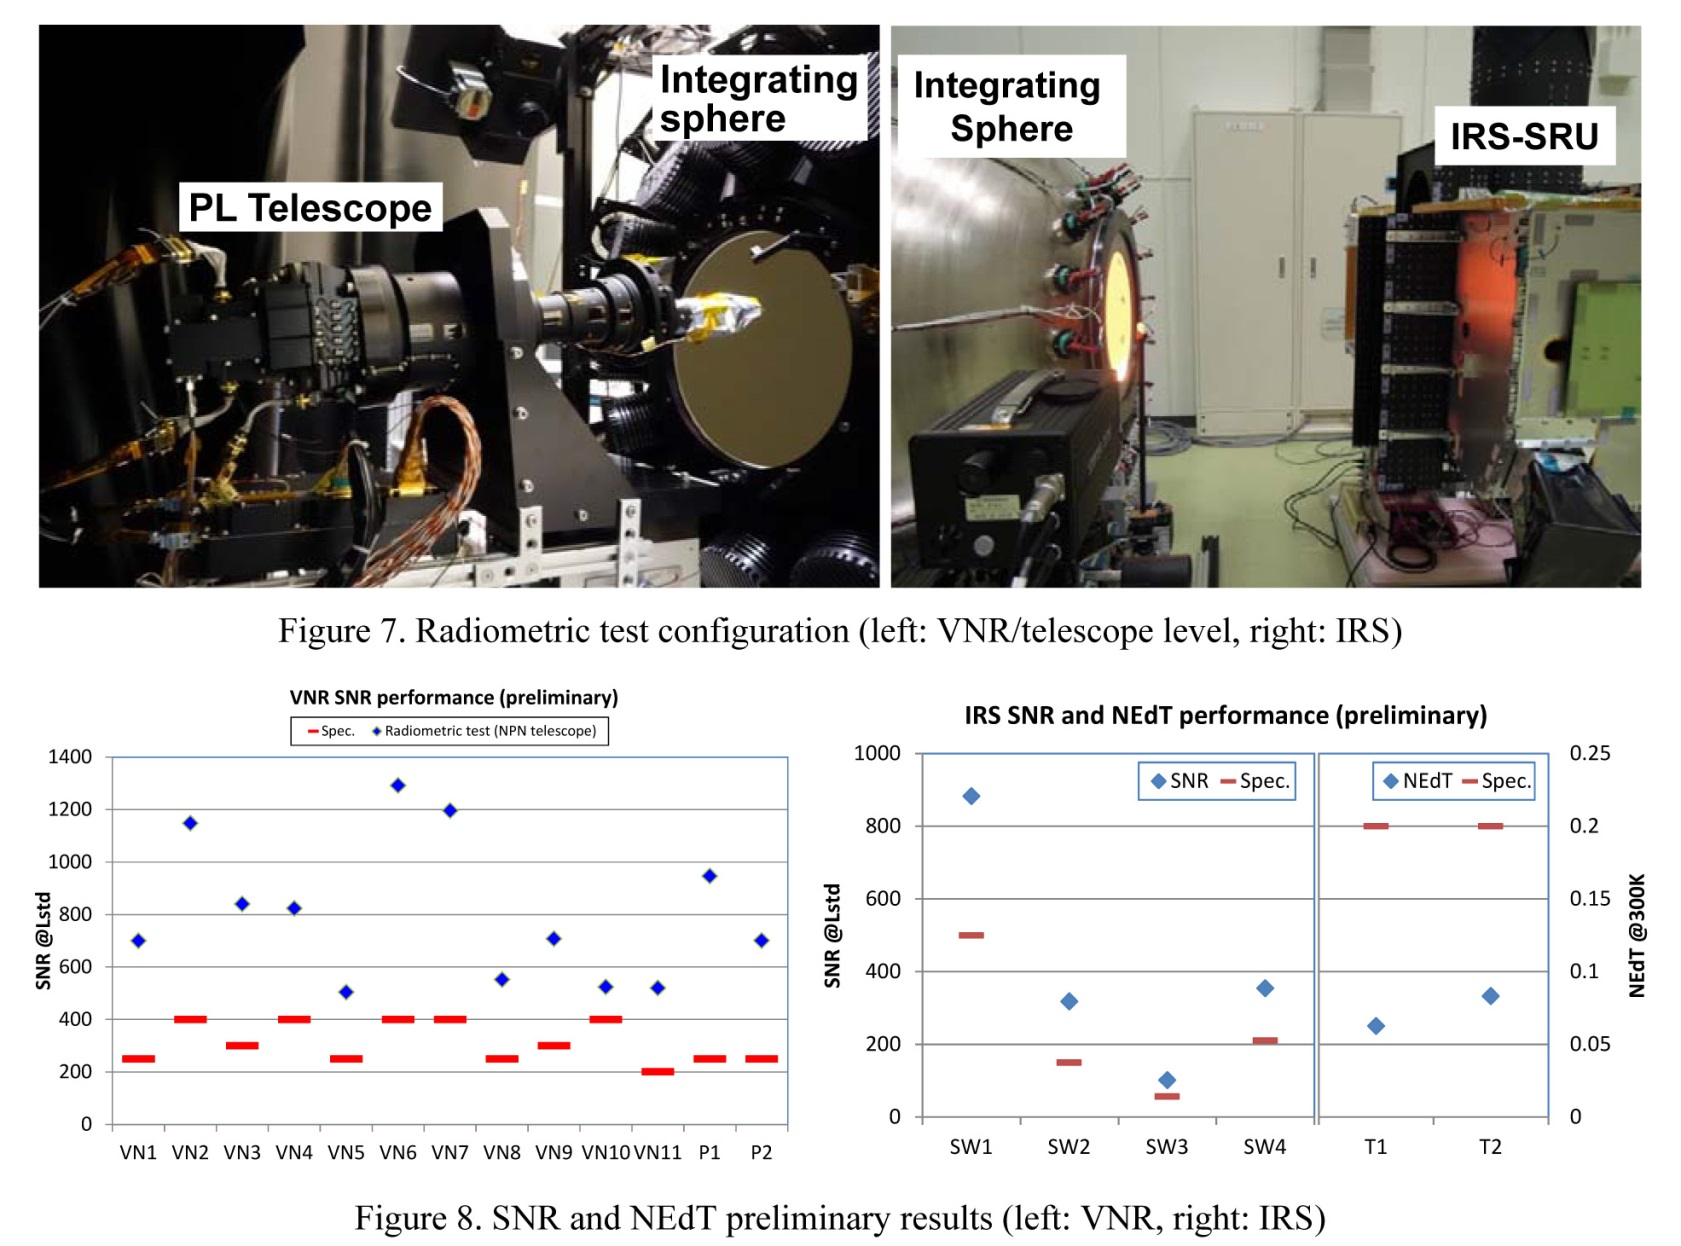 PL Telescope
Integrating
sphere
Integrating
Sphere
IRS-SRU
Figure 7. Radiometric test configuration (left: VNR/telescope level, right: IRS)
VNR SNR performance (preliminary)
Spec. Radiometric test (NPN telescope)
SNR @Lstd
1400
1200
1000
800
600
400
200
0
VN1 VN2 VN3 VN4 VN5 VN6 VN7 VN8 VN9 VN10 VN11 P1 P2
IRS SNR and NEdT performance (preliminary)
SNR Spec.
NEdT Spec.
SNR @Lstd
1000
800
600
400
200
0
SW1 SW2 SW3 SW4 T1 T2
0.25
0.2
0.15
0.1
0.05
0
NEdT @300K
Figure 8. SNR and NEdT preliminary results (left: VNR, right: IRS)